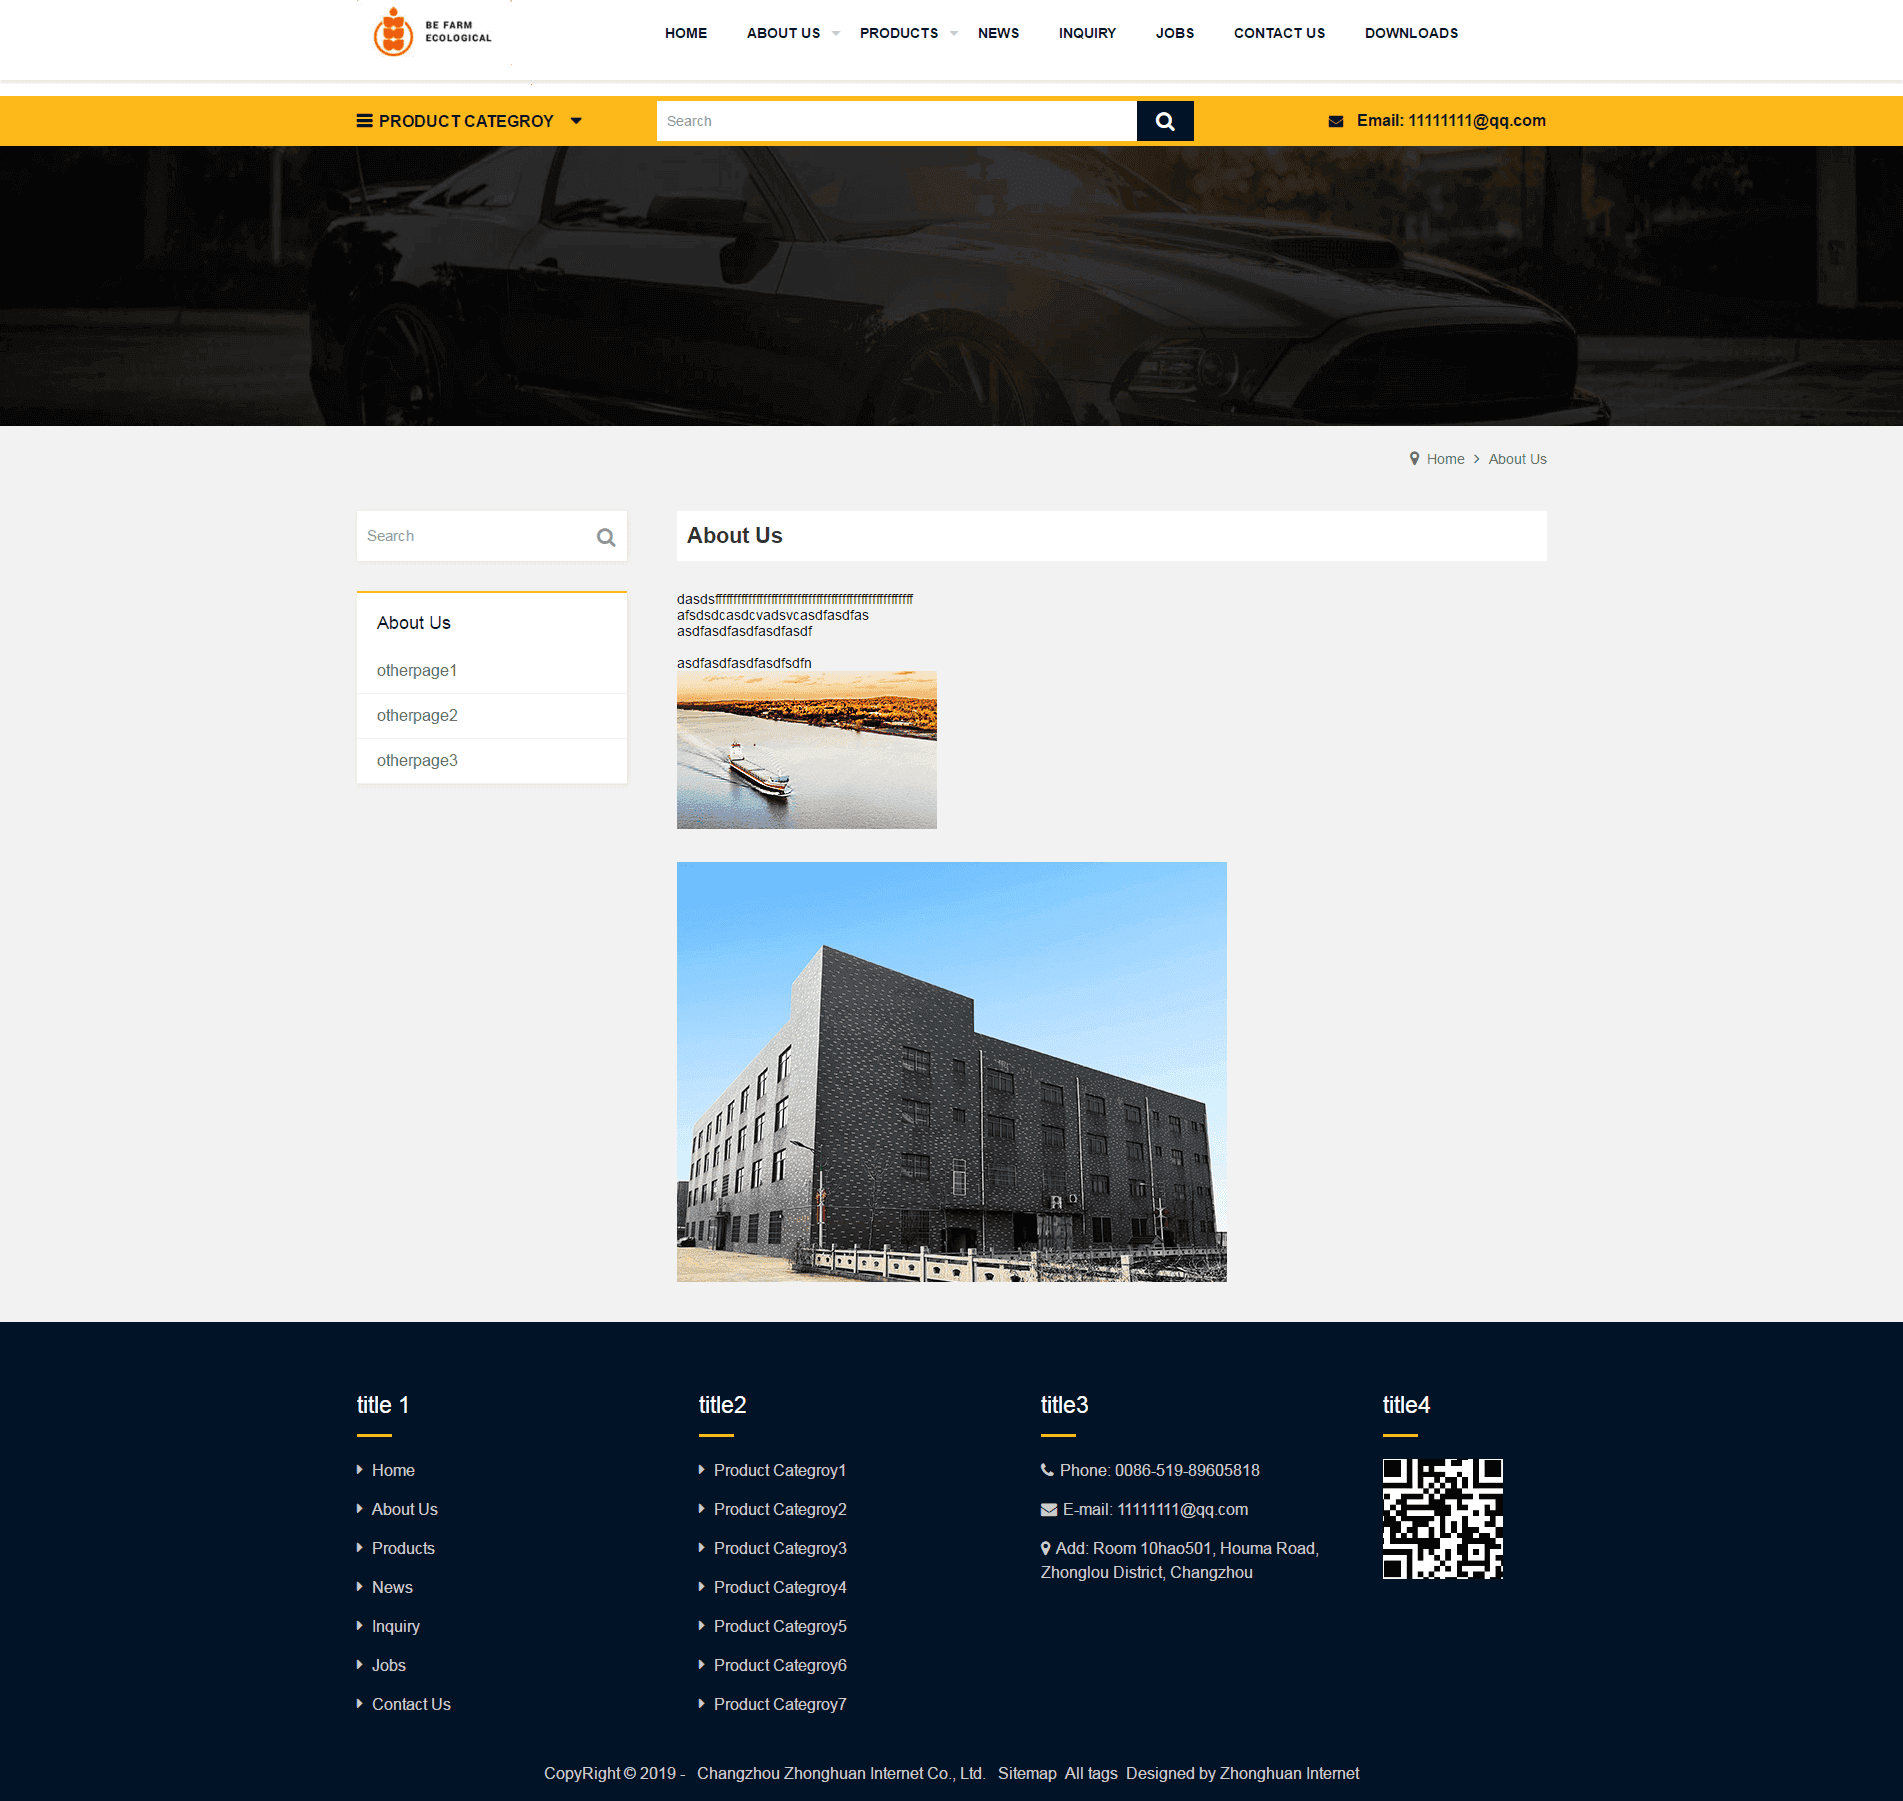 BE FARM
ECOLOGICAL
HOME ABOUT US PRODUCTS NEWS INQUIRY JOBS CONTACT US DOWNLOADS
PRODUCT CATEGROY
Search
Email: 11111111@qq.com
Home > About Us
Search
About Us
otherpage1
otherpage2
otherpage3
About Us
afsdsdcasdcvadsvcasdfasdfas
asdfasdfasdfasdfasdf
asdfasdfasdfasdfsdfn
title 1
Home
About Us
Products
News
Inquiry
Jobs
Contact Us
title2
Product Categroy1
Product Categroy2
Product Categroy3
Product Categroy4
Product Categroy5
Product Categroy6
Product Categroy7
title3
Phone: 0086-519-89605818
E-mail: 11111111@qq.com
Add: Room 10hao501, Houma Road,
Zhonglou District, Changzhou
title4
CopyRight © 2019 - Changzhou Zhonghuan Internet Co., Ltd. Sitemap All tags Designed by Zhonghuan Internet